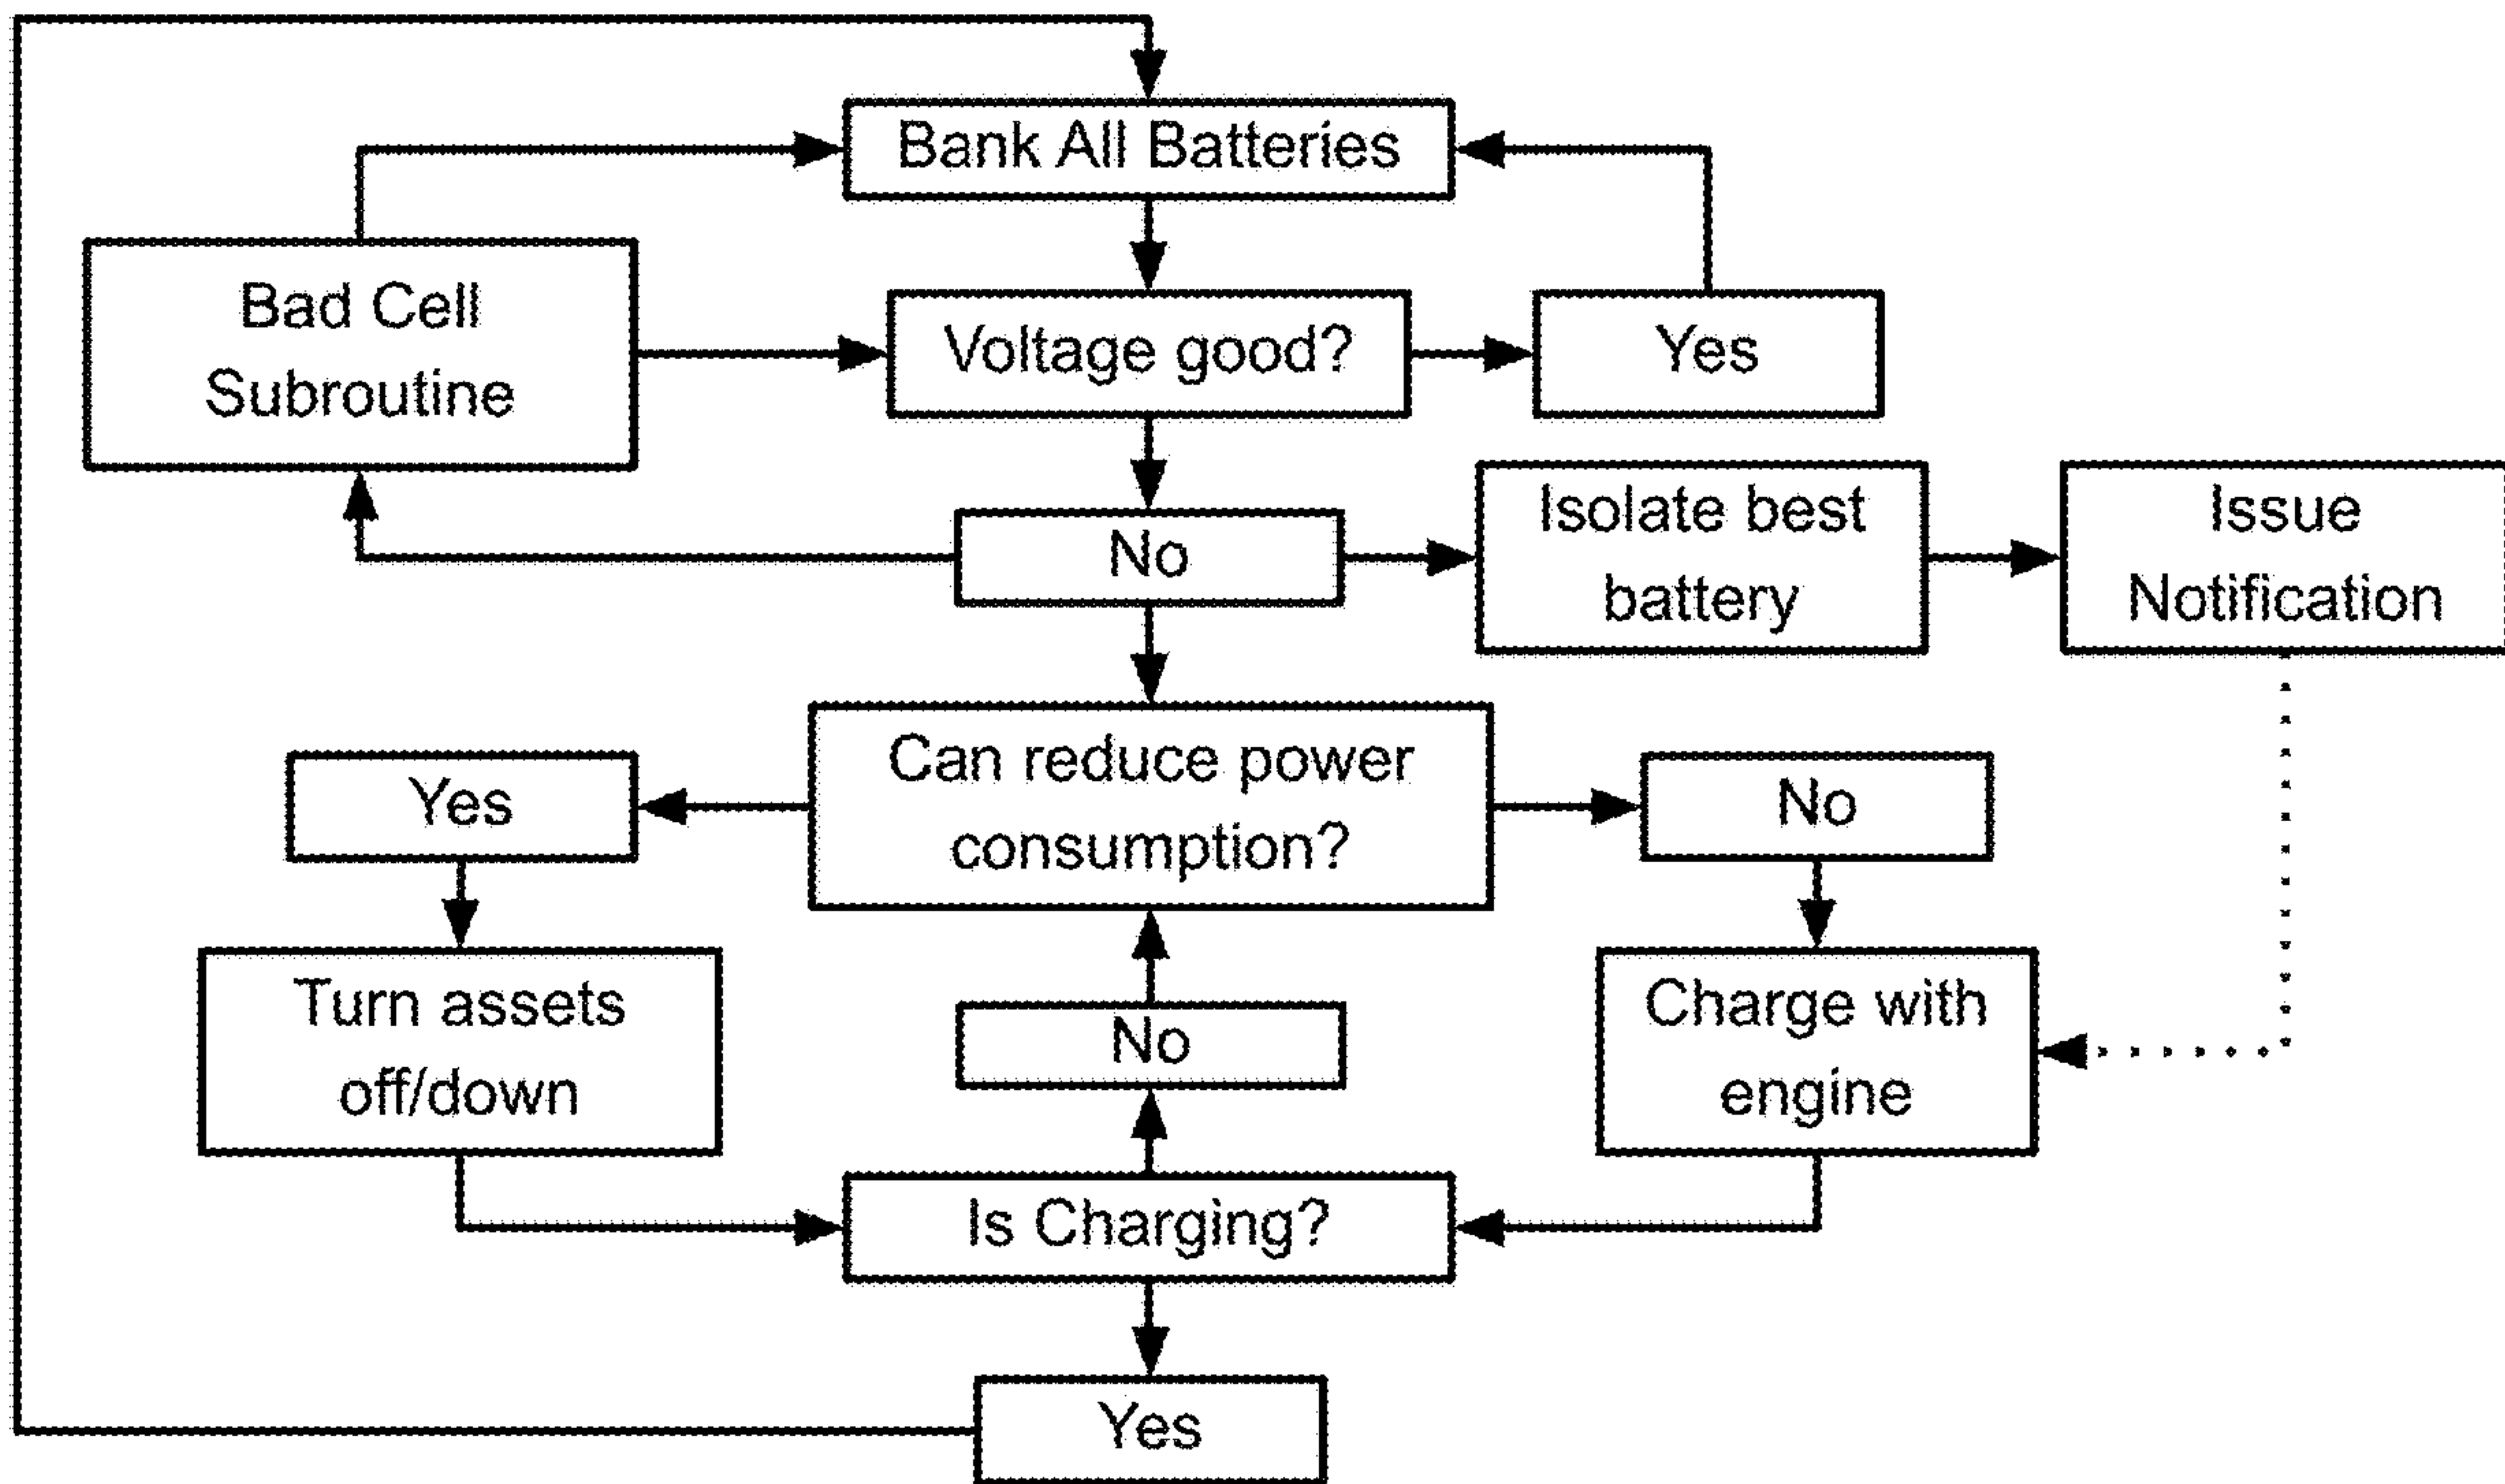 Bank All Batteries
Bad Cell
Subroutine
Voltage good?
Yes
No
Isolate best
battery
Issue
Notification
Yes
Can reduce power
consumption?
No
Turn assets
off/down
No
Charge with
engine
Is Charging?
Yes